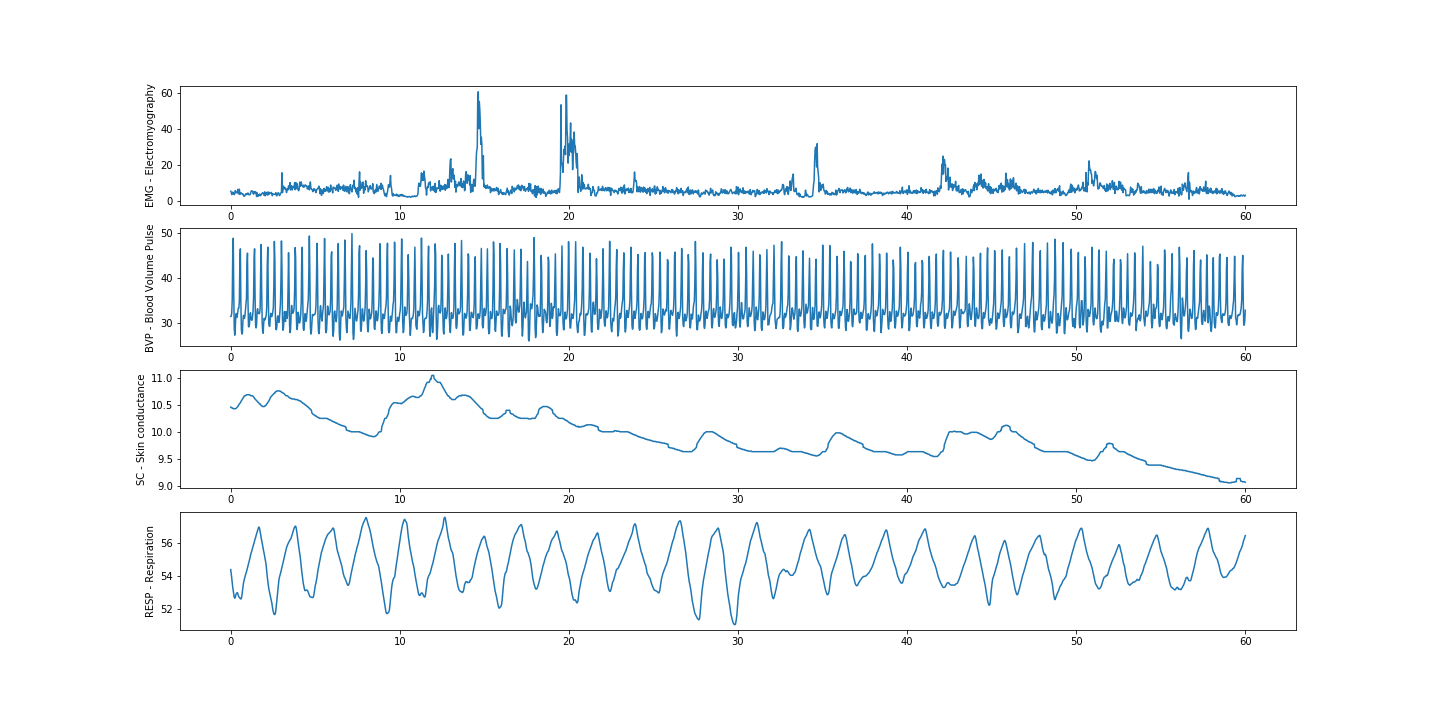 EMG - Electromyography
60
40
20
0
0 10 20 30 40 50 60
BVP - Blood Volume Pulse
50
40
30
0 10 20 30 40 50 60
SC - Skin conductance
11.0
10.5
10.0
9.5
9.0
0 10 20 30 40 50 60
RESP - Respiration
56
54
52
0 10 20 30 40 50 60